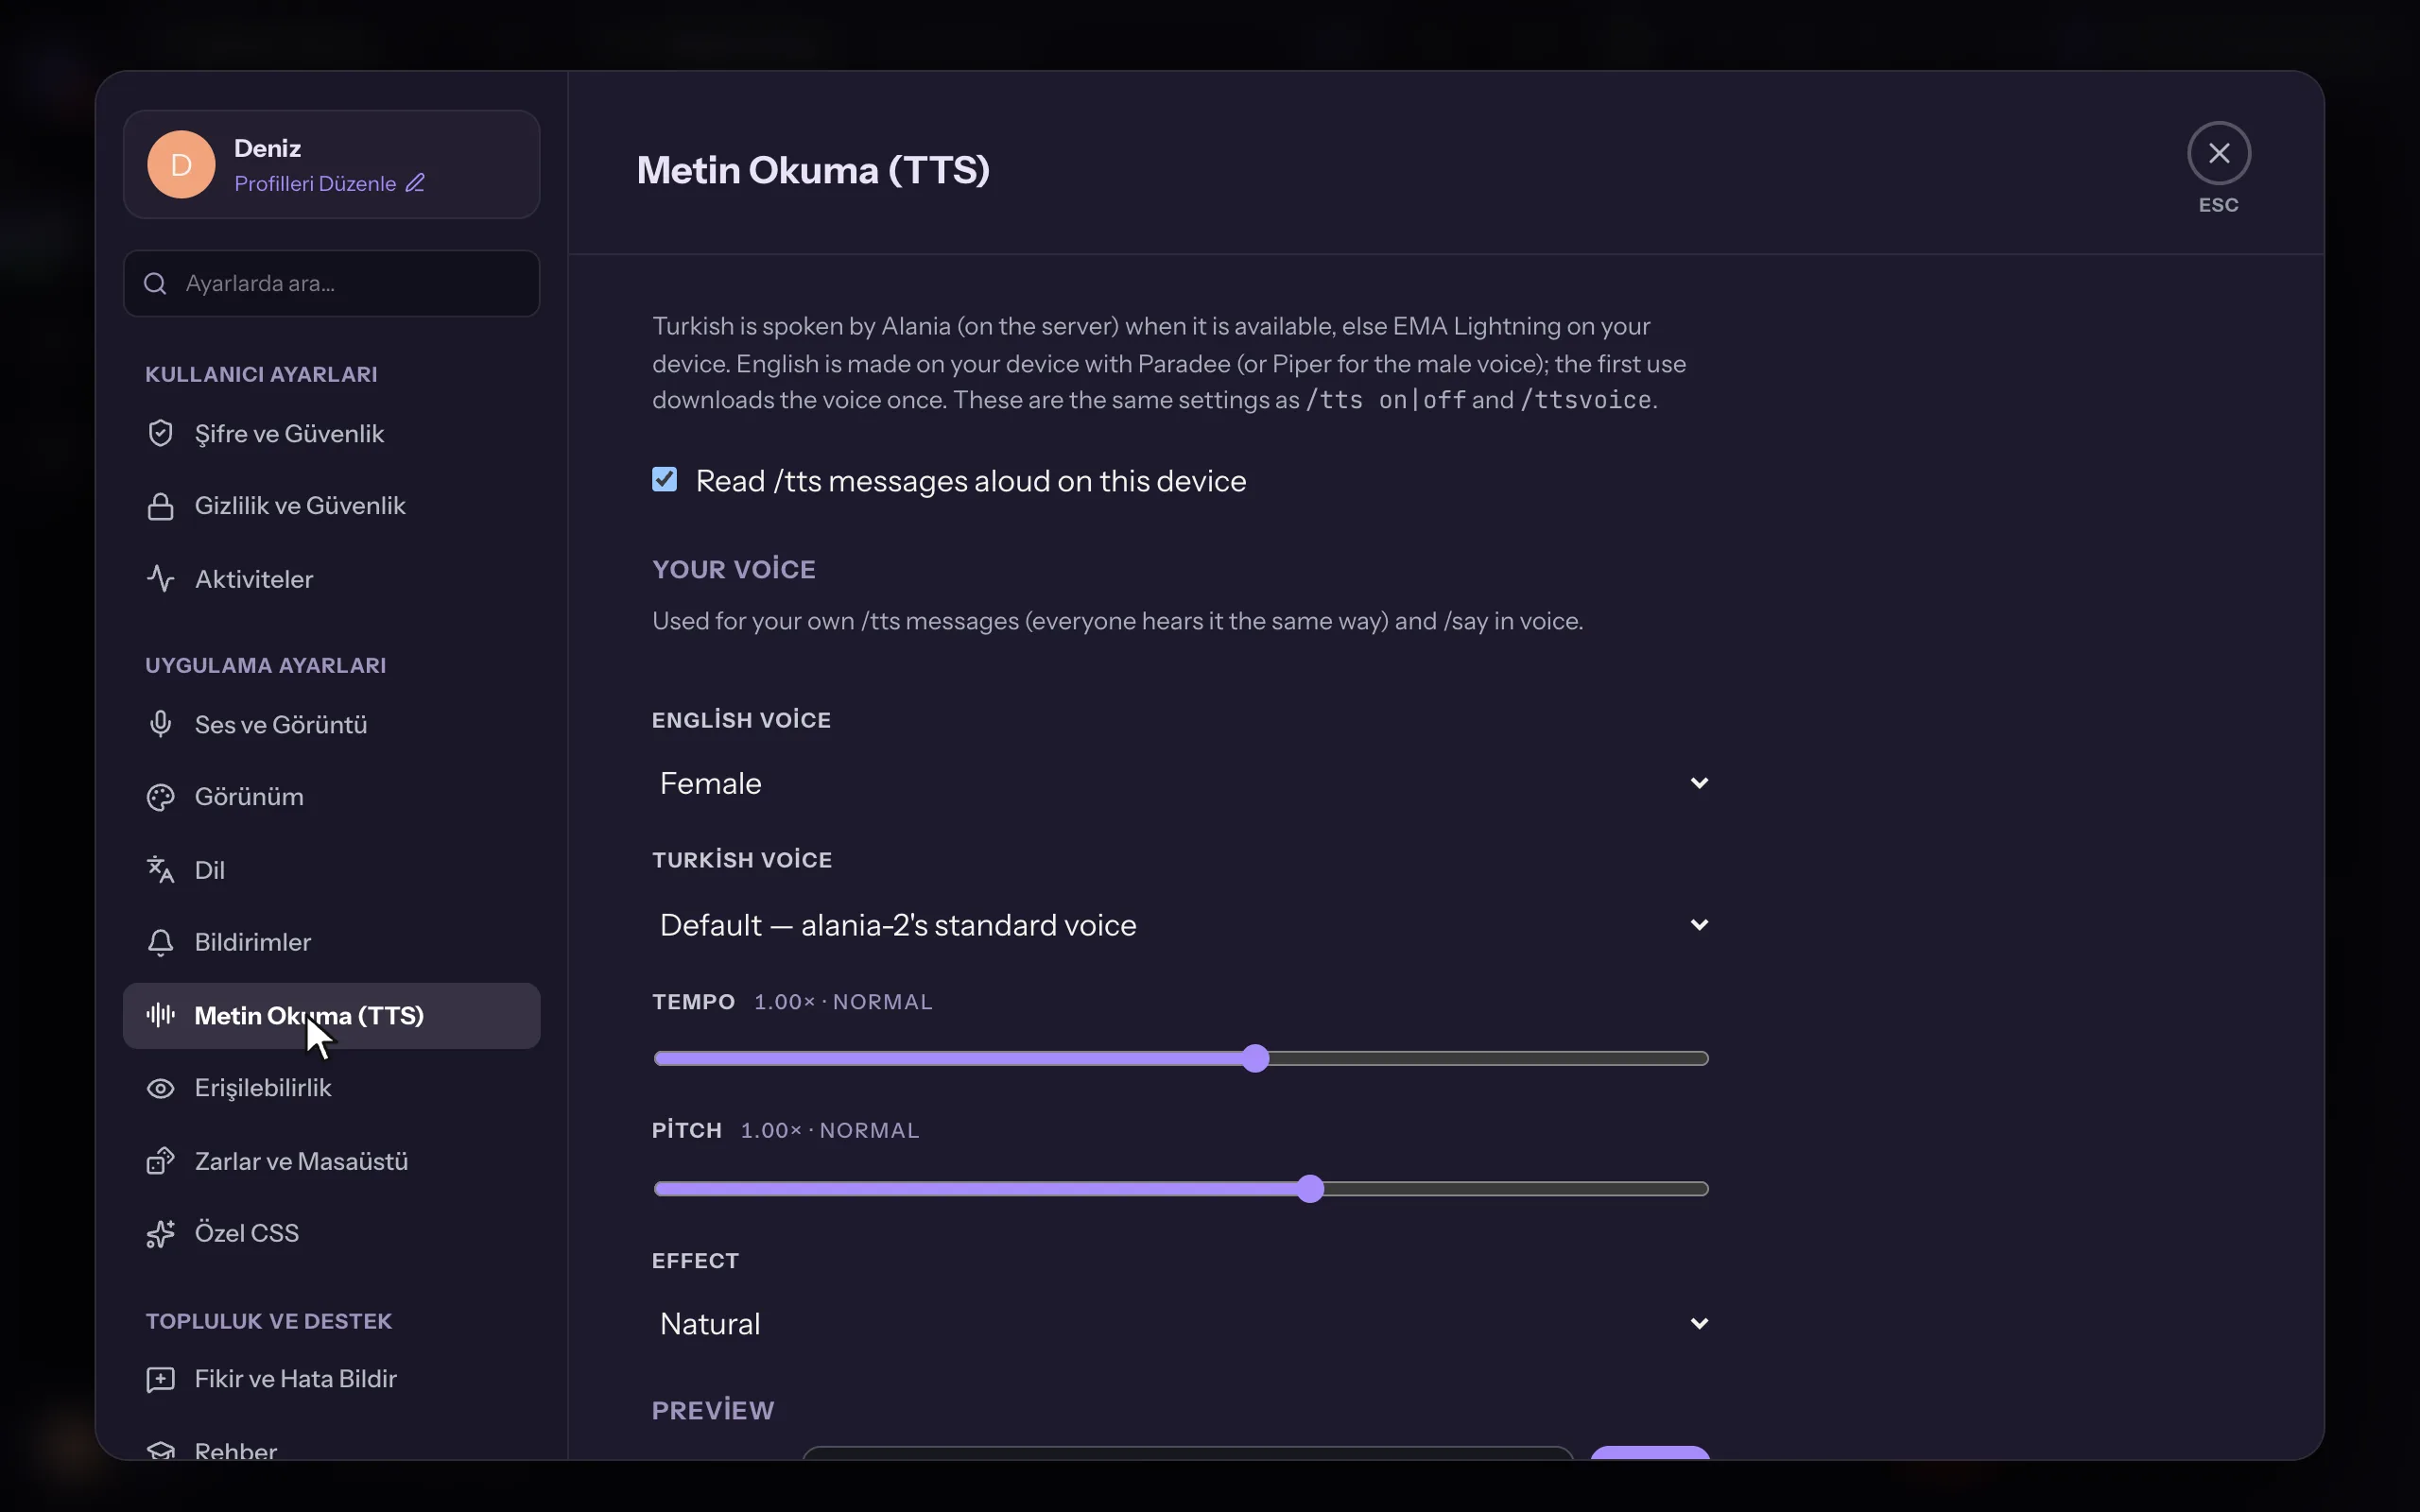 D
Deniz
Profilleri Düzenle
Ayarlarda ara...
KULLANICI AYARLARI
Şifre ve Güvenlik
Gizlilik ve Güvenlik
Aktiviteler
UYGULAMA AYARLARI
Ses ve Görüntü
Görünüm
Dil
Bildirimler
Metin Okuma (TTS)
Erişilebilirlik
Zarlar ve Masaüstü
Özel CSS
TOPLULUK VE DESTEK
Fikir ve Hata Bildir
Rehber
Metin Okuma (TTS)
ESC
Turkish is spoken by Alania (on the server) when it is available, else EMA Lightning on your
device. English is made on your device with Paradee (or Piper for the male voice); the first use
downloads the voice once. These are the same settings as /tts on|off and /ttsvoice.
Read /tts messages aloud on this device
YOUR VOİCE
Used for your own /tts messages (everyone hears it the same way) and /say in voice.
ENGLİSH VOİCE
Female
TURKİSH VOİCE
Default — alania-2's standard voice
TEMPO 1.00× · NORMAL
PİTCH 1.00× · NORMAL
EFFECT
Natural
PREVİEW